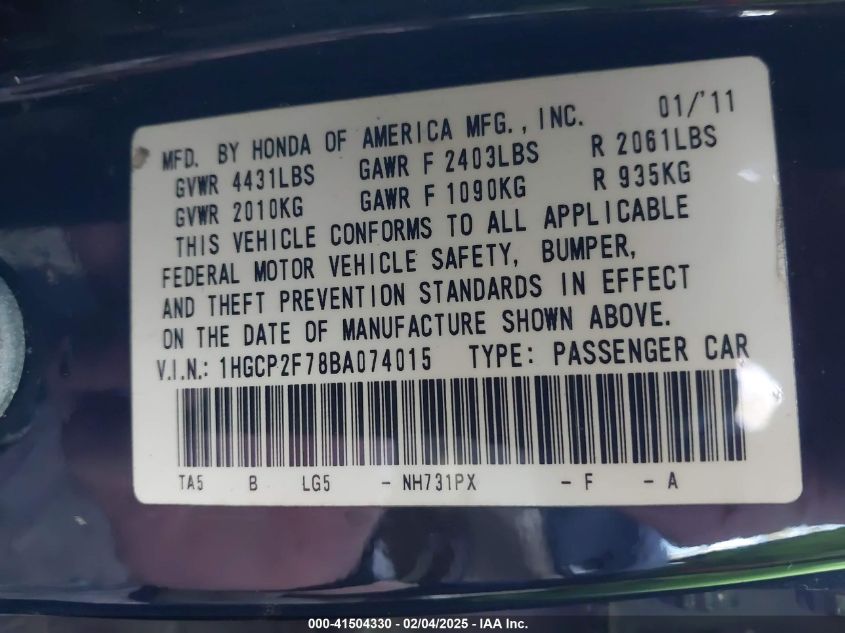 MFD. BY HONDA OF AMERICA MFG., INC. 01/'11
GVWR 4431LBS GAWR F 2403LBS R 2061LBS
GVWR 2010KG GAWR F 1090KG R 935KG
THIS VEHICLE CONFORMS TO ALL APPLICABLE
FEDERAL MOTOR VEHICLE SAFETY, BUMPER,
AND THEFT PREVENTION STANDARDS IN EFFECT
ON THE DATE OF MANUFACTURE SHOWN ABOVE.
V.I.N.: 1HGCP2F78BA074015 TYPE: PASSENGER CAR
TA5 B LG5 - NH731PX - F - A
000-41504330 - 02/04/2025 - IAA Inc.